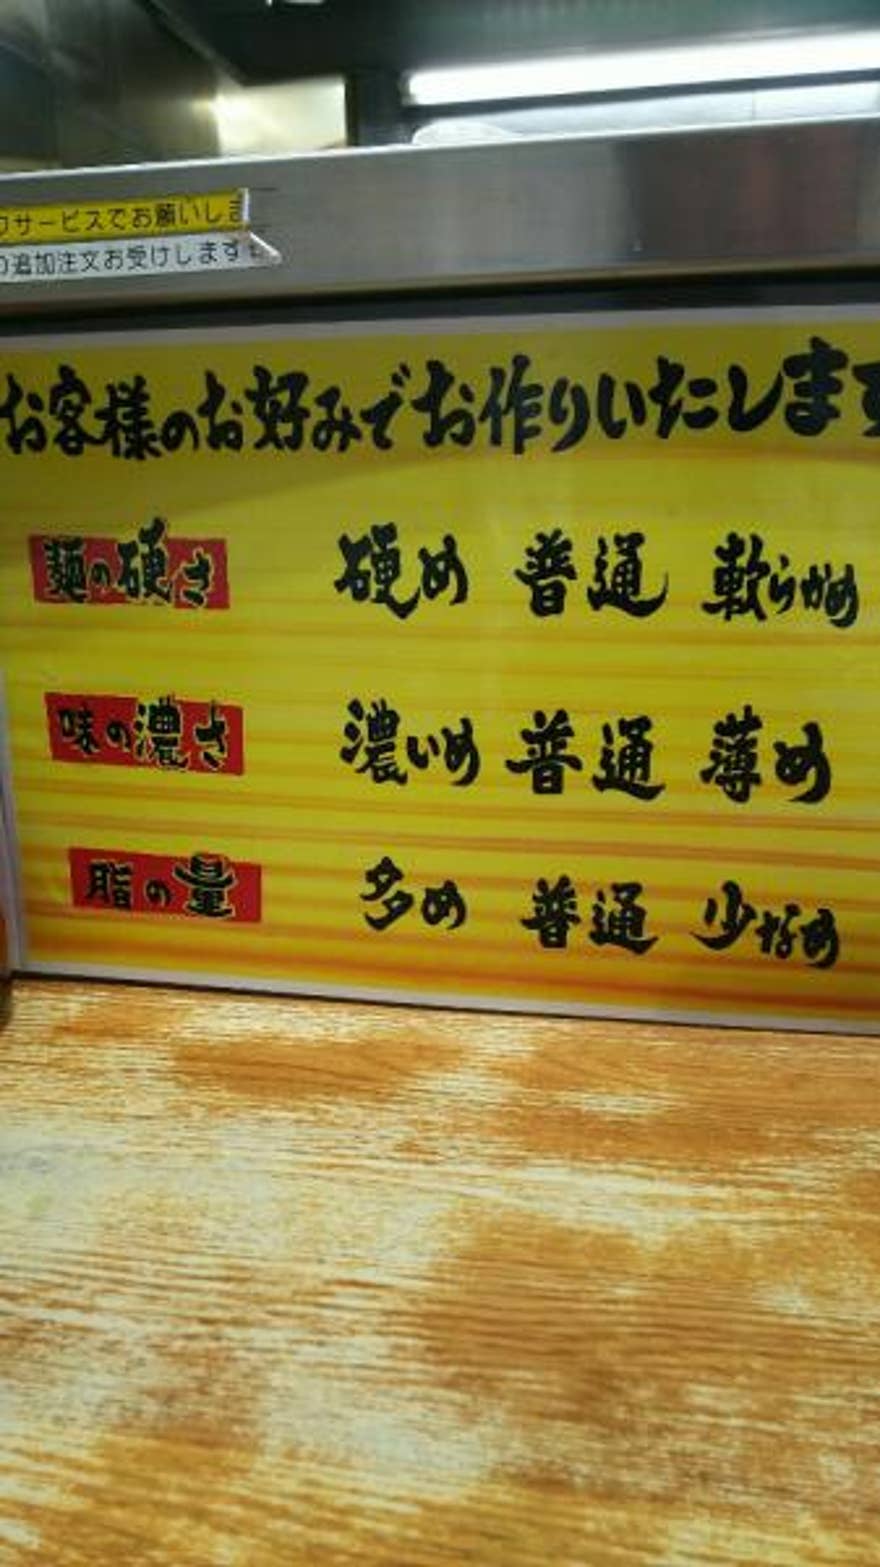 サービスでお願いしま
追加注文お受けします
お客様のお好みでお作りいたします
麺の硬さ 硬め 普通 軟らかめ
味の濃さ 濃いめ 普通 薄め
脂の量 多め 普通 少なめ